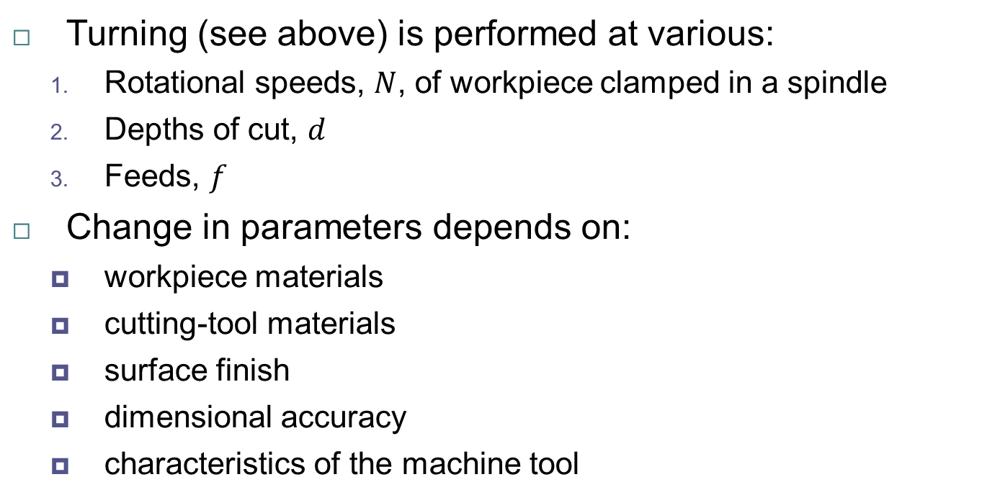 Turning (see above) is performed at various:
1. Rotational speeds, N, of workpiece clamped in a spindle
2. Depths of cut, d
3. Feeds, f
Change in parameters depends on:
workpiece materials
cutting-tool materials
surface finish
dimensional accuracy
characteristics of the machine tool